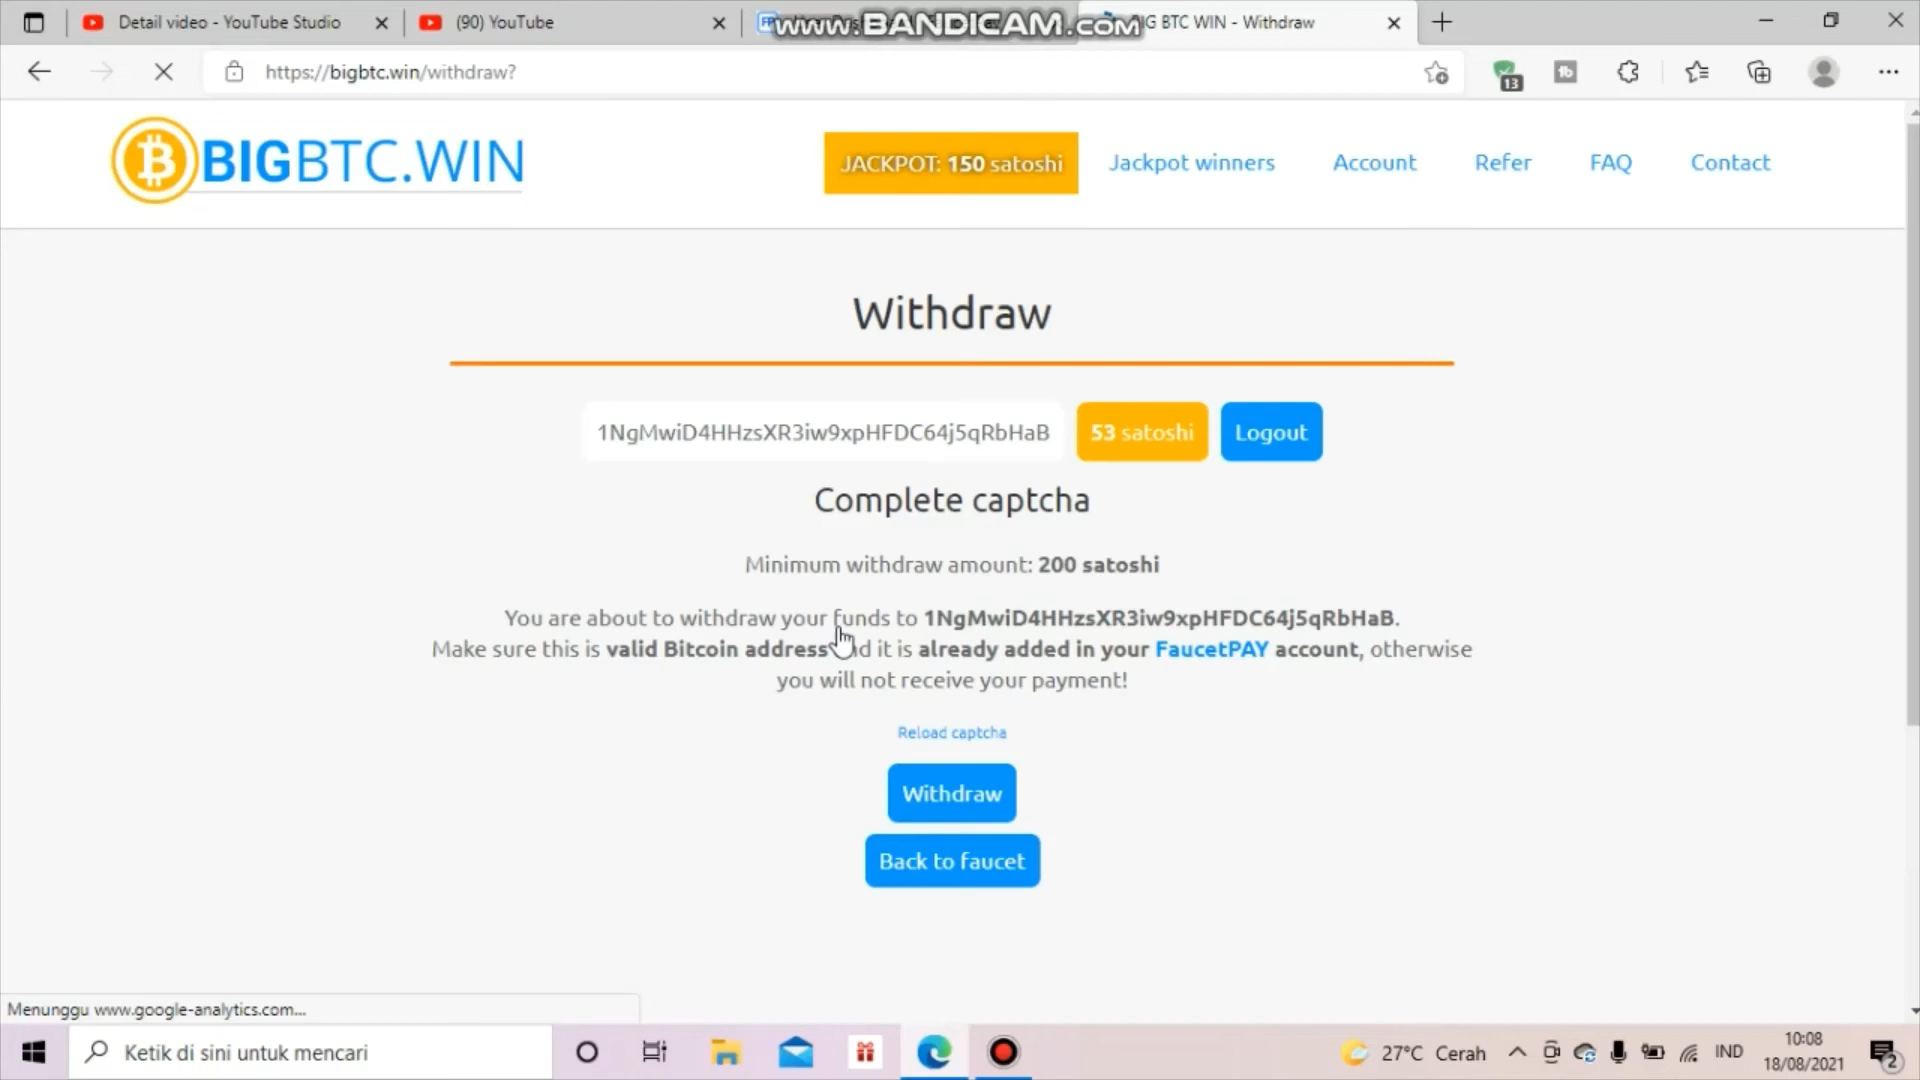 Detail video - YouTube Studio
(90) YouTube
www.BANDICAM.com
BIG BTC WIN - Withdraw
https://bigbtc.win/withdraw?
13
BIGBTC.WIN
JACKPOT: 150 satoshi
Jackpot winners
Account
Refer
FAQ
Contact
Withdraw
1NgMwiD4HHzsXR3iw9xpHFDC64j5qRbHaB
53 satoshi
Logout
Complete captcha
Minimum withdraw amount: 200 satoshi
You are about to withdraw your funds to 1NgMwiD4HHzsXR3iw9xpHFDC64j5qRbHaB.
Make sure this is valid Bitcoin address and it is already added in your FaucetPAY account, otherwise
you will not receive your payment!
Reload captcha
Withdraw
Back to faucet
Menunggu www.google-analytics.com...
Ketik di sini untuk mencari
27°C Cerah
IND
10:08
18/08/2021
2